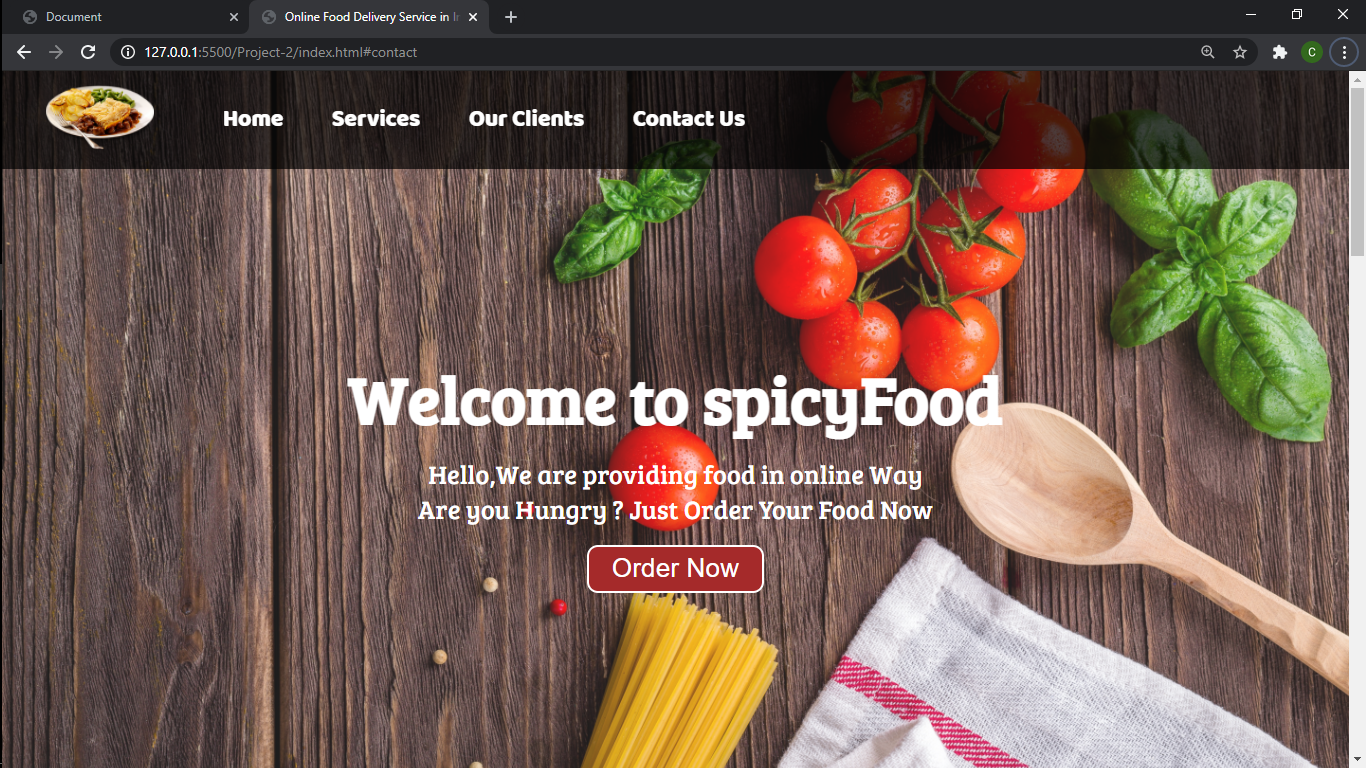 Document
Online Food Delivery Service in
127.0.0.1:5500/Project-2/index.html#contact
C
Home Services Our Clients Contact Us
Welcome to spicyFood
Hello,We are providing food in online Way
Are you Hungry ? Just Order Your Food Now
Order Now